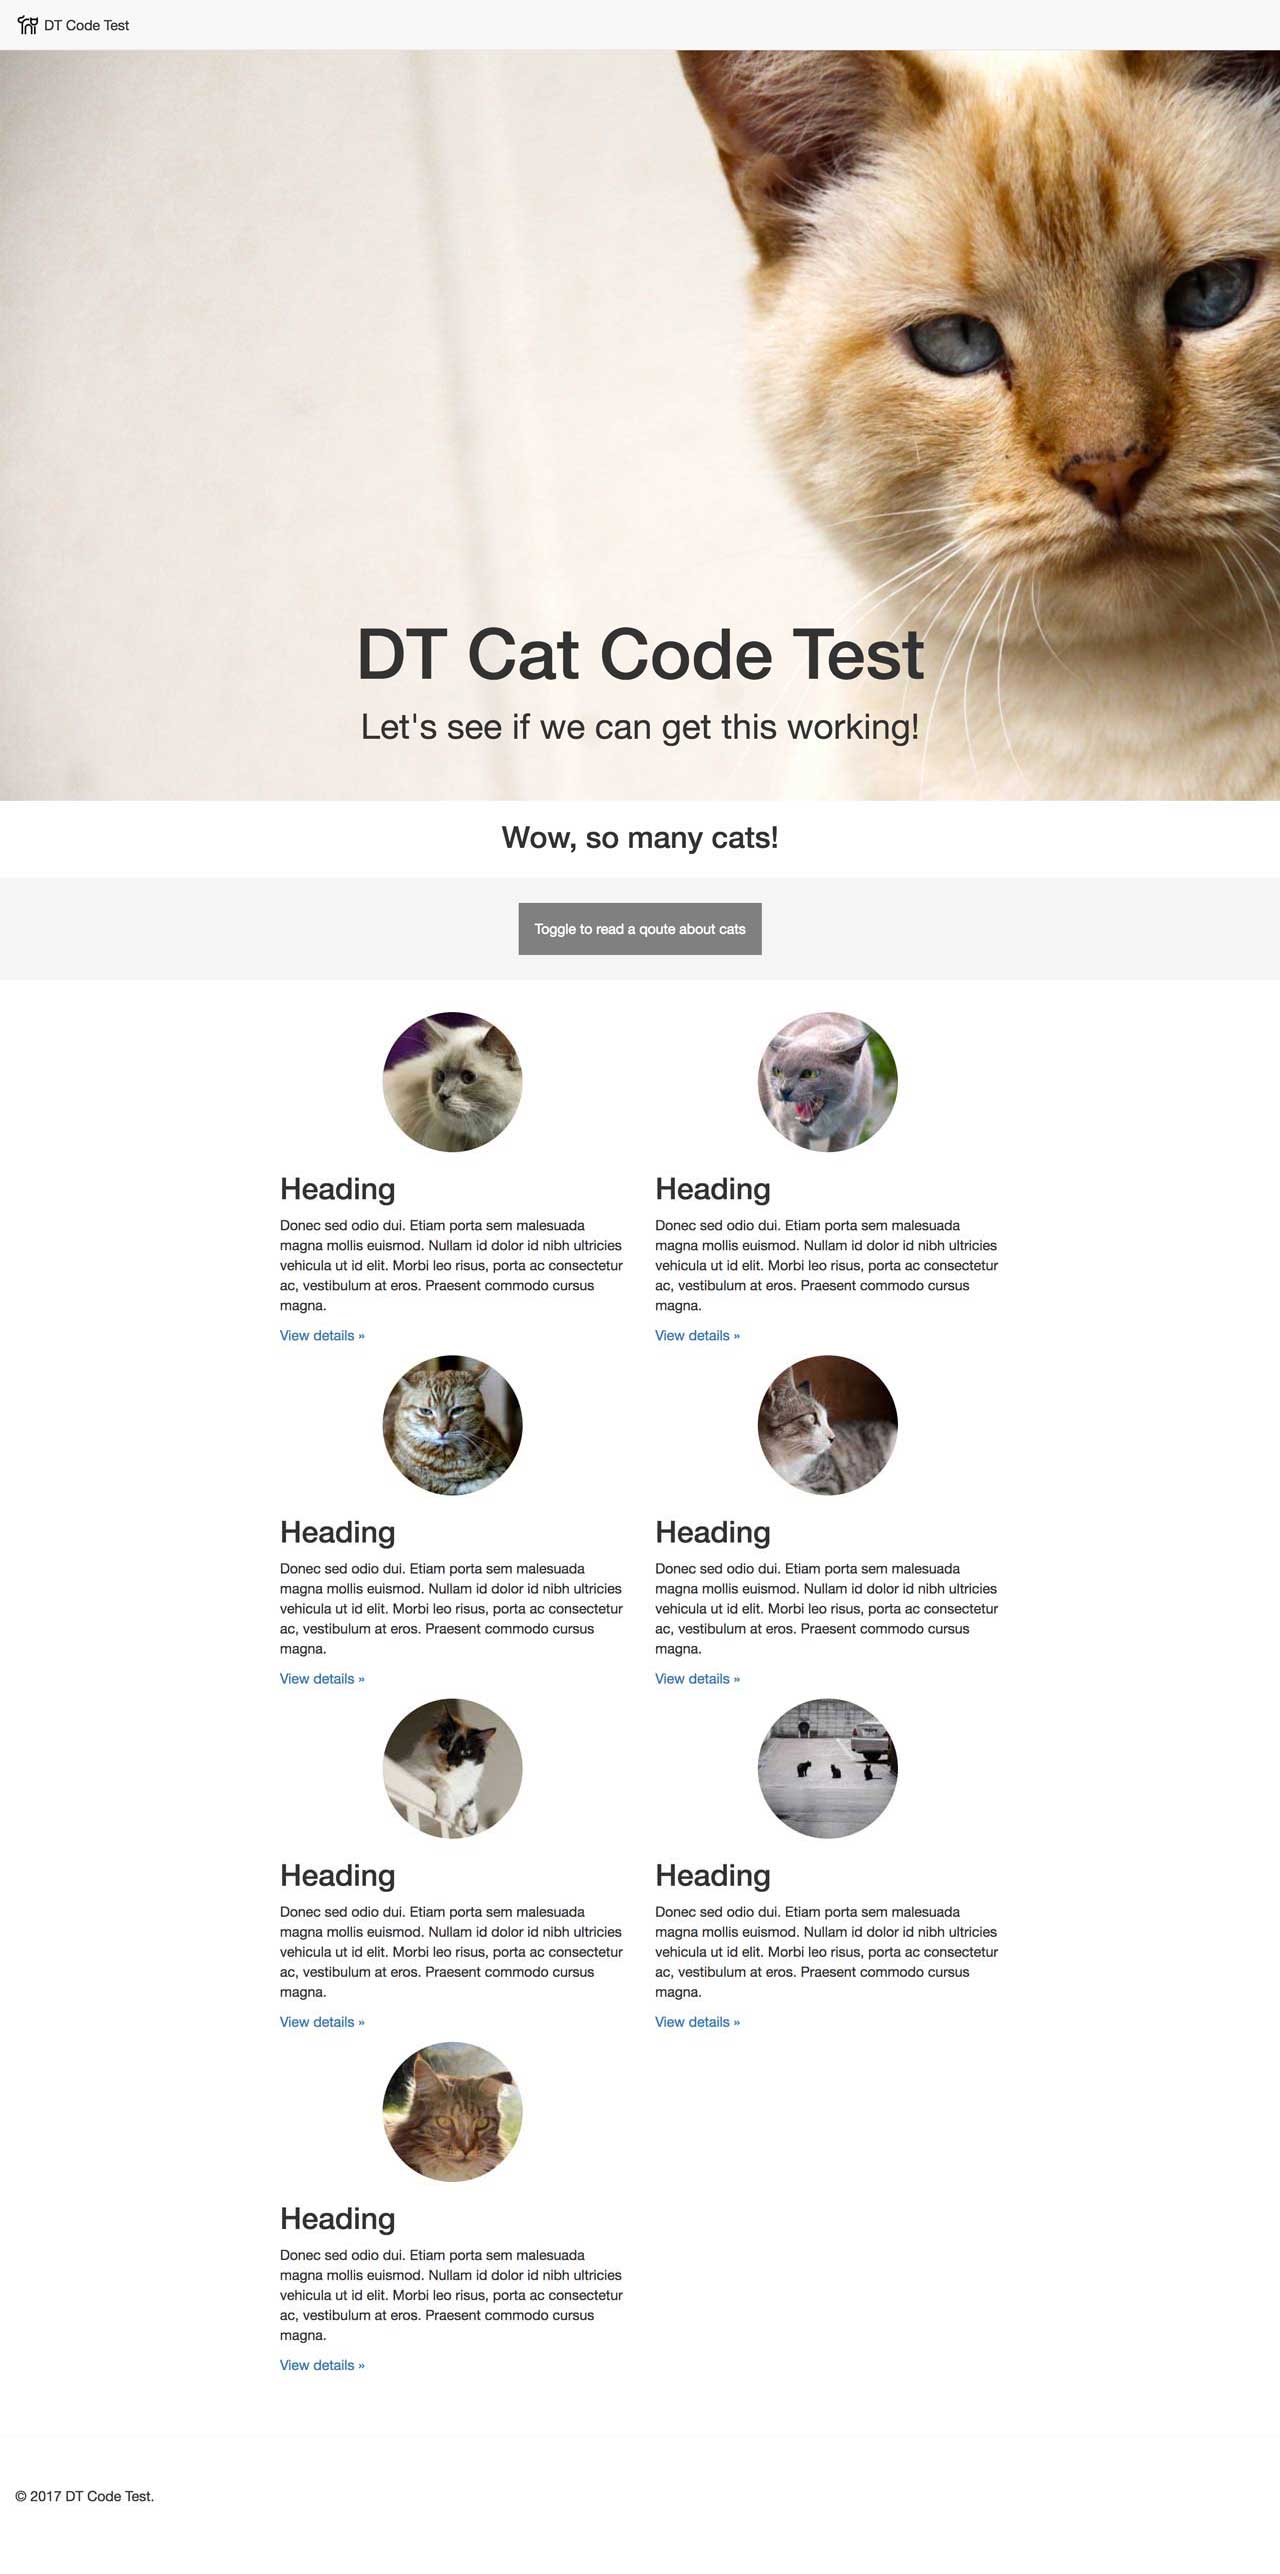 DT Code Test
DT Cat Code Test
Let's see if we can get this working!
Wow, so many cats!
Toggle to read a qoute about cats
Heading
Donec sed odio dui. Etiam porta sem malesuada
magna mollis euismod. Nullam id dolor id nibh ultricies
vehicula ut id elit. Morbi leo risus, porta ac consectetur
ac, vestibulum at eros. Praesent commodo cursus
magna.
View details »
Heading
Donec sed odio dui. Etiam porta sem malesuada
magna mollis euismod. Nullam id dolor id nibh ultricies
vehicula ut id elit. Morbi leo risus, porta ac consectetur
ac, vestibulum at eros. Praesent commodo cursus
magna.
View details »
Heading
Donec sed odio dui. Etiam porta sem malesuada
magna mollis euismod. Nullam id dolor id nibh ultricies
vehicula ut id elit. Morbi leo risus, porta ac consectetur
ac, vestibulum at eros. Praesent commodo cursus
magna.
View details »
Heading
Donec sed odio dui. Etiam porta sem malesuada
magna mollis euismod. Nullam id dolor id nibh ultricies
vehicula ut id elit. Morbi leo risus, porta ac consectetur
ac, vestibulum at eros. Praesent commodo cursus
magna.
View details »
Heading
Donec sed odio dui. Etiam porta sem malesuada
magna mollis euismod. Nullam id dolor id nibh ultricies
vehicula ut id elit. Morbi leo risus, porta ac consectetur
ac, vestibulum at eros. Praesent commodo cursus
magna.
View details »
Heading
Donec sed odio dui. Etiam porta sem malesuada
magna mollis euismod. Nullam id dolor id nibh ultricies
vehicula ut id elit. Morbi leo risus, porta ac consectetur
ac, vestibulum at eros. Praesent commodo cursus
magna.
View details »
Heading
Donec sed odio dui. Etiam porta sem malesuada
magna mollis euismod. Nullam id dolor id nibh ultricies
vehicula ut id elit. Morbi leo risus, porta ac consectetur
ac, vestibulum at eros. Praesent commodo cursus
magna.
View details »
© 2017 DT Code Test.